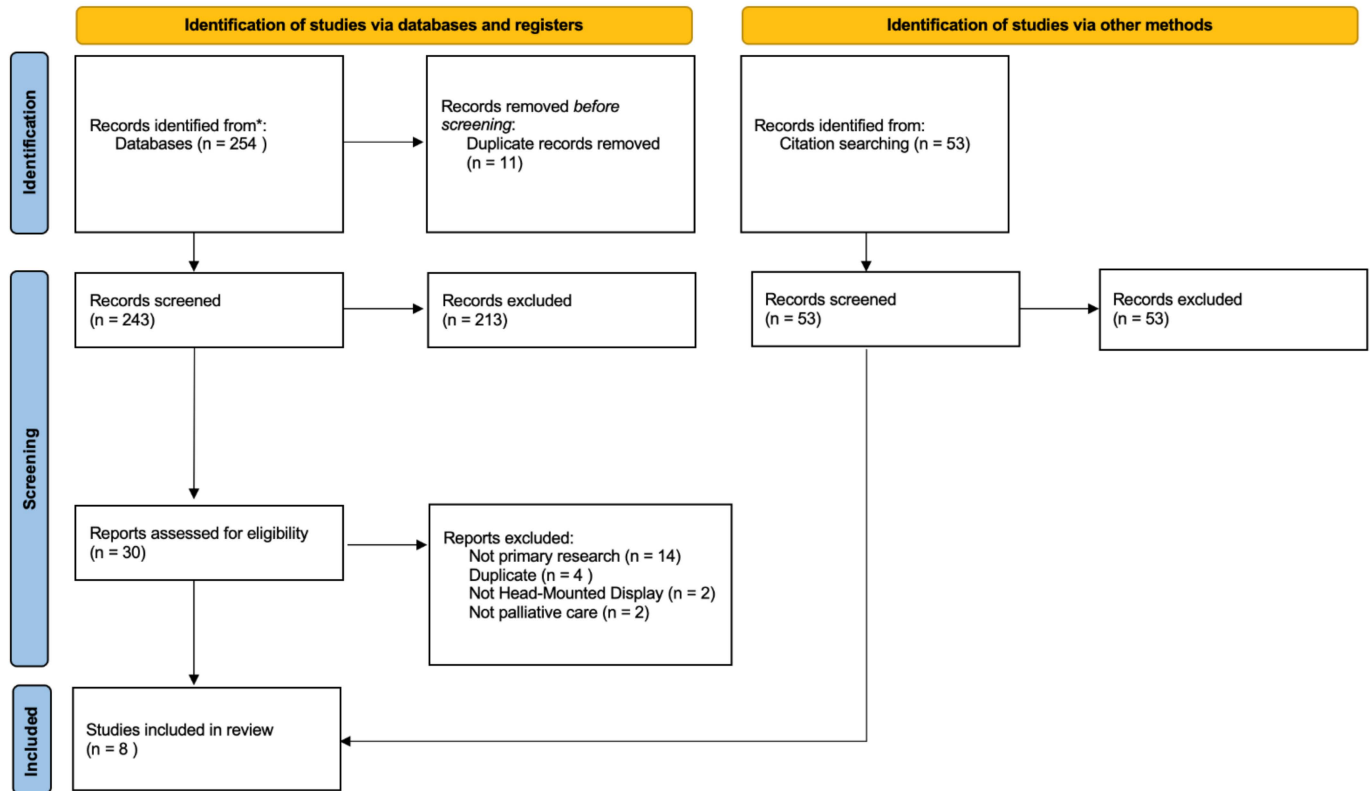 Identification of studies via databases and registers
Identification of studies via other methods
Identification
Records identified from*:
Databases (n = 254 )
Records removed before
screening:
Duplicate records removed
(n = 11)
Records identified from:
Citation searching (n = 53)
Screening
Records screened
(n = 243)
Records excluded
(n = 213)
Records screened
(n = 53)
Records excluded
(n = 53)
Reports assessed for eligibility
(n = 30)
Reports excluded:
Not primary research (n = 14)
Duplicate (n = 4 )
Not Head-Mounted Display (n = 2)
Not palliative care (n = 2)
Included
Studies included in review
(n = 8 )